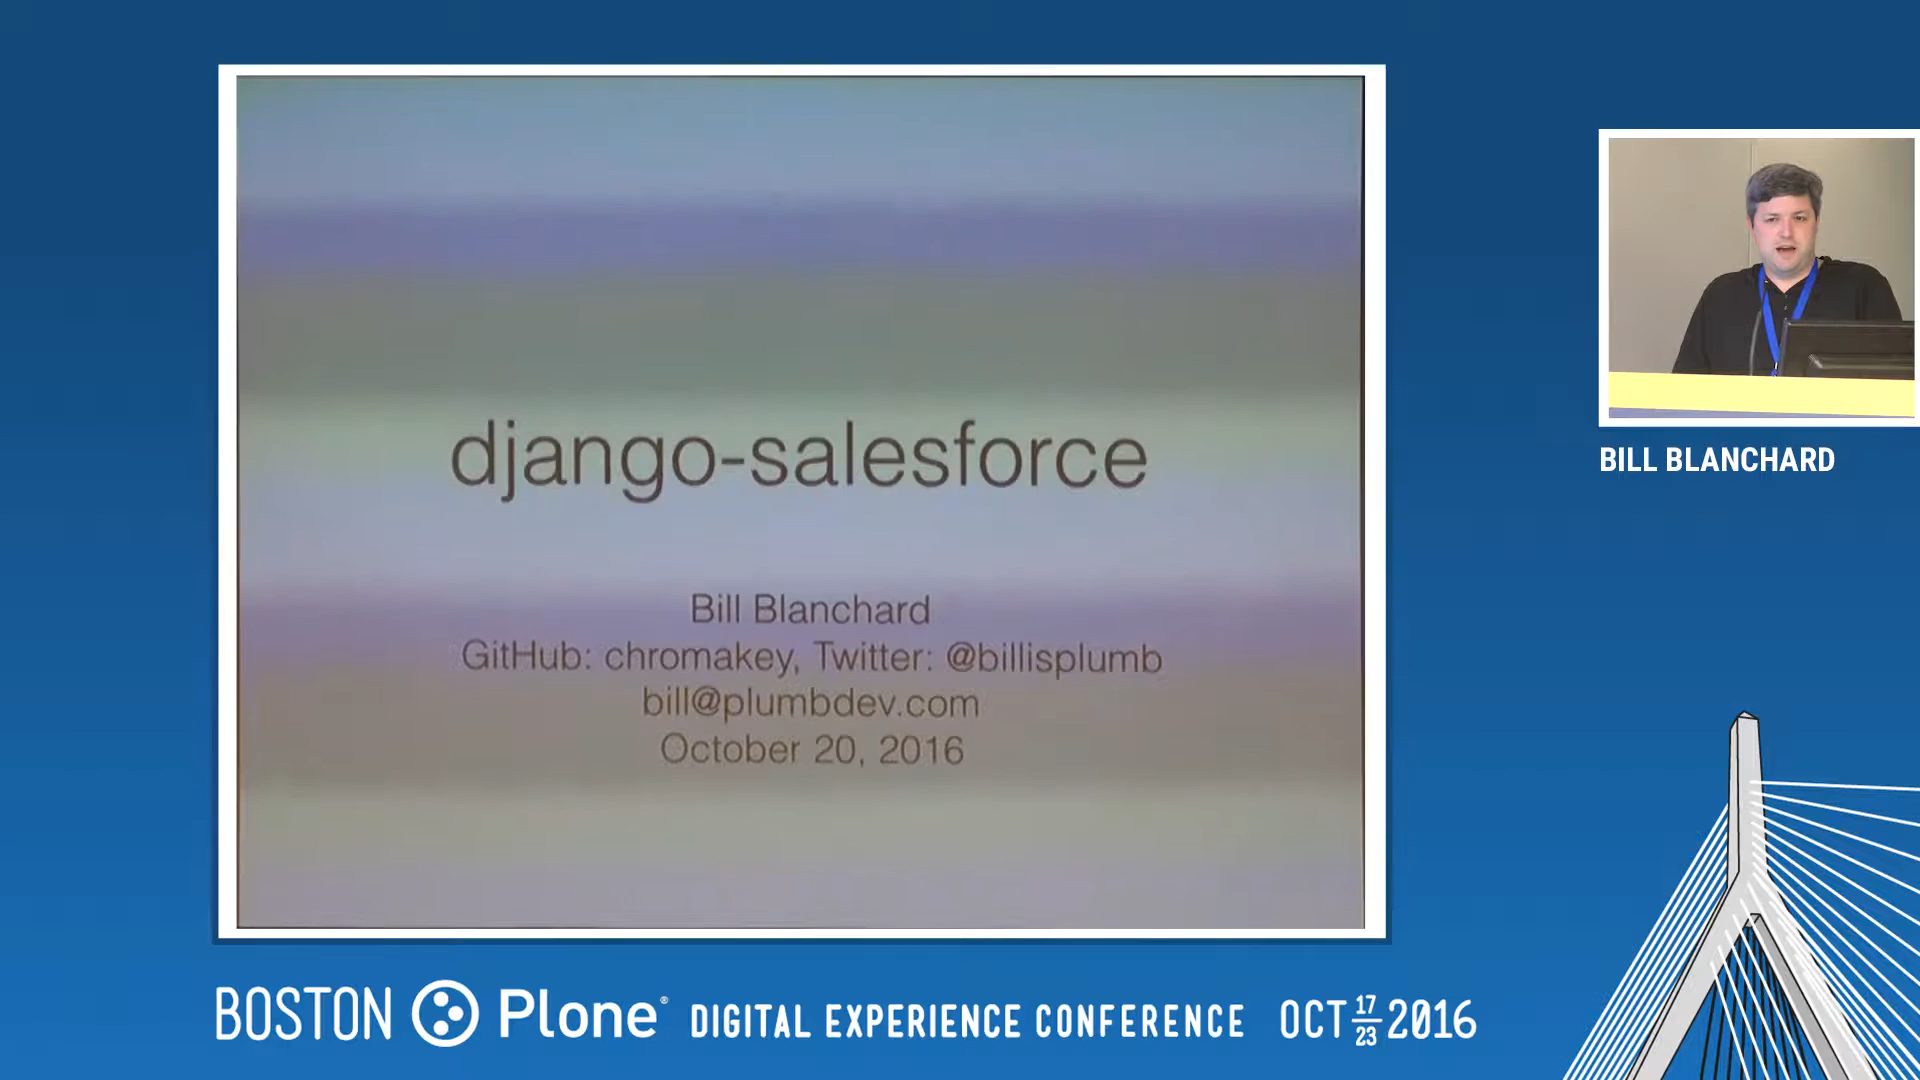 django-salesforce
Bill Blanchard
GitHub: chromakey, Twitter: @billisplumb
bill@plumbdev.com
October 20, 2016
BILL BLANCHARD
BOSTON Plone® DIGITAL EXPERIENCE CONFERENCE OCT 17 23 2016